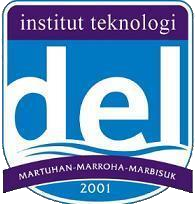 institut teknologi
del
MARTUHAN-MARROHA-MARBISUK
2001